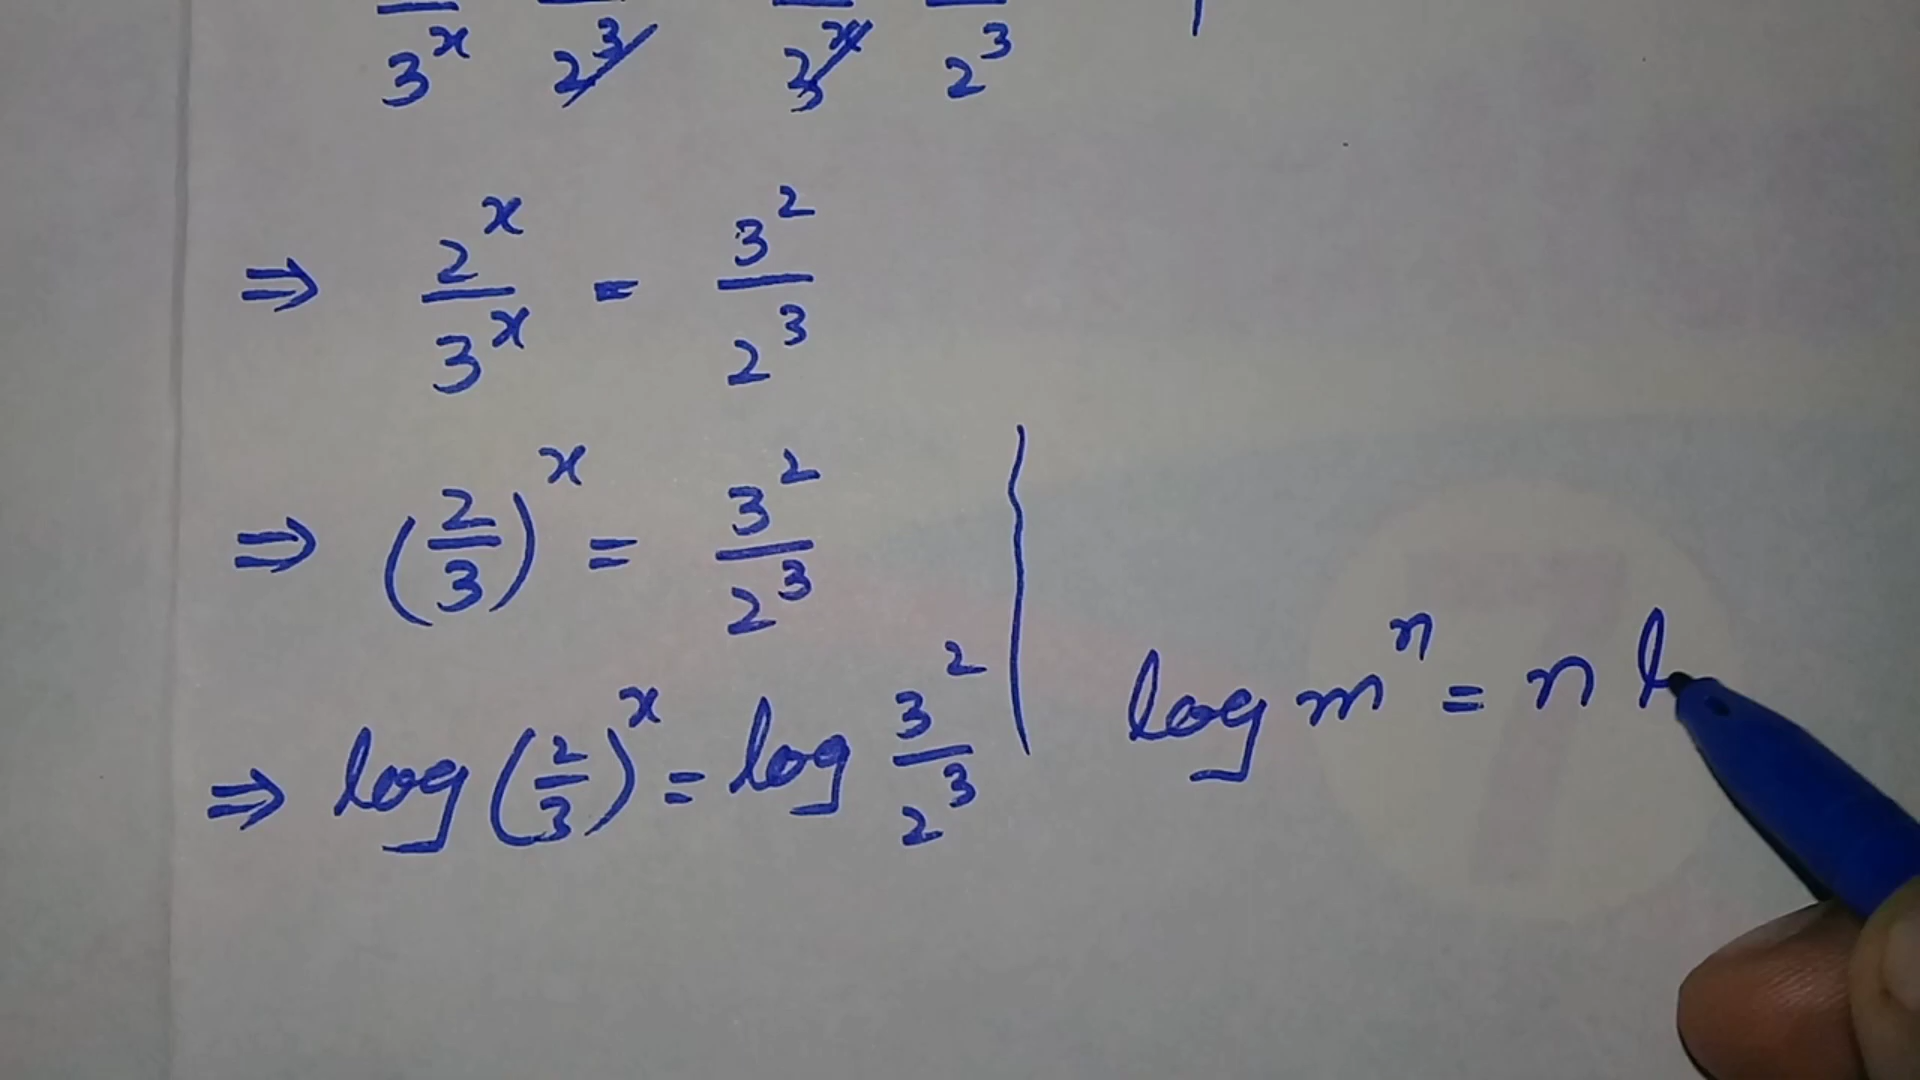 3^x 2^3 3^x 2^3
⇒ 2^x/3^x = 3^2/2^3
⇒ (2/3)^x = 3^2/2^3
⇒ log (2/3)^x = log 3^2/2^3
log m^n = n l